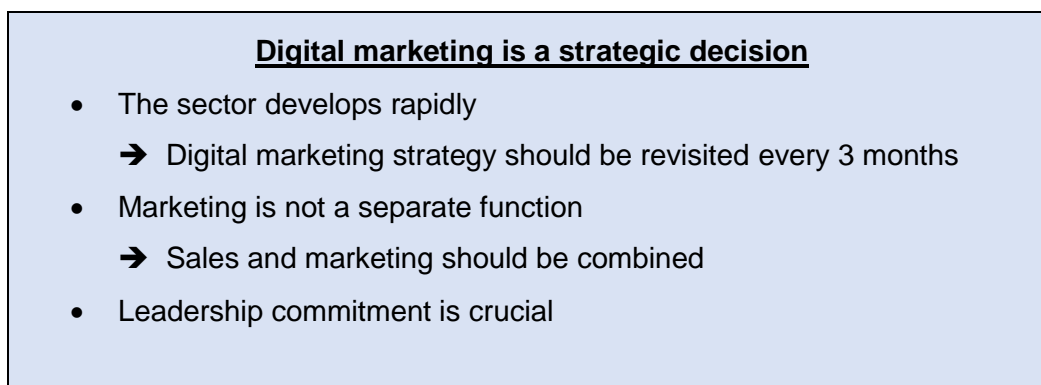 Digital marketing is a strategic decision
• The sector develops rapidly
➔ Digital marketing strategy should be revisited every 3 months
• Marketing is not a separate function
➔ Sales and marketing should be combined
• Leadership commitment is crucial